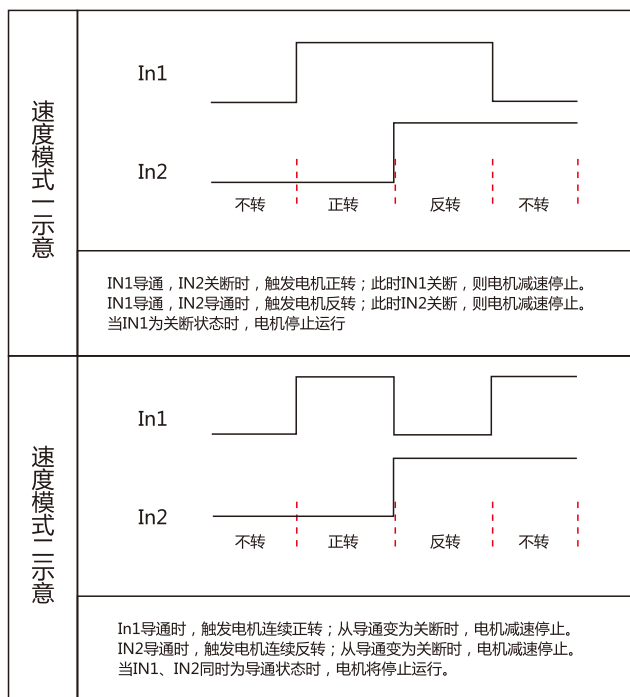 速度模式一示意
In1
In2
不转 正转 反转 不转
IN1导通，IN2关断时，触发电机正转；此时IN1关断，则电机减速停止。
IN1导通，IN2导通时，触发电机反转；此时IN2关断，则电机减速停止。
当IN1为关断状态时，电机停止运行
速度模式二示意
In1
In2
不转 正转 反转 不转
In1导通时，触发电机连续正转；从导通变为关断时，电机减速停止。
IN2导通时，触发电机连续反转；从导通变为关断时，电机减速停止。
当IN1、IN2同时为导通状态时，电机将停止运行。